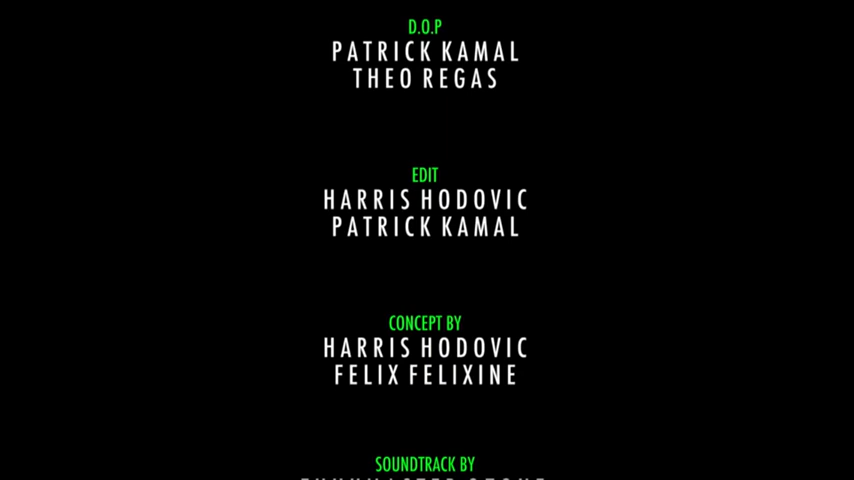 D.O.P
PATRICK KAMAL
THEO REGAS
EDIT
HARRIS HODOVIC
PATRICK KAMAL
CONCEPT BY
HARRIS HODOVIC
FELIX FELIXINE
SOUNDTRACK BY